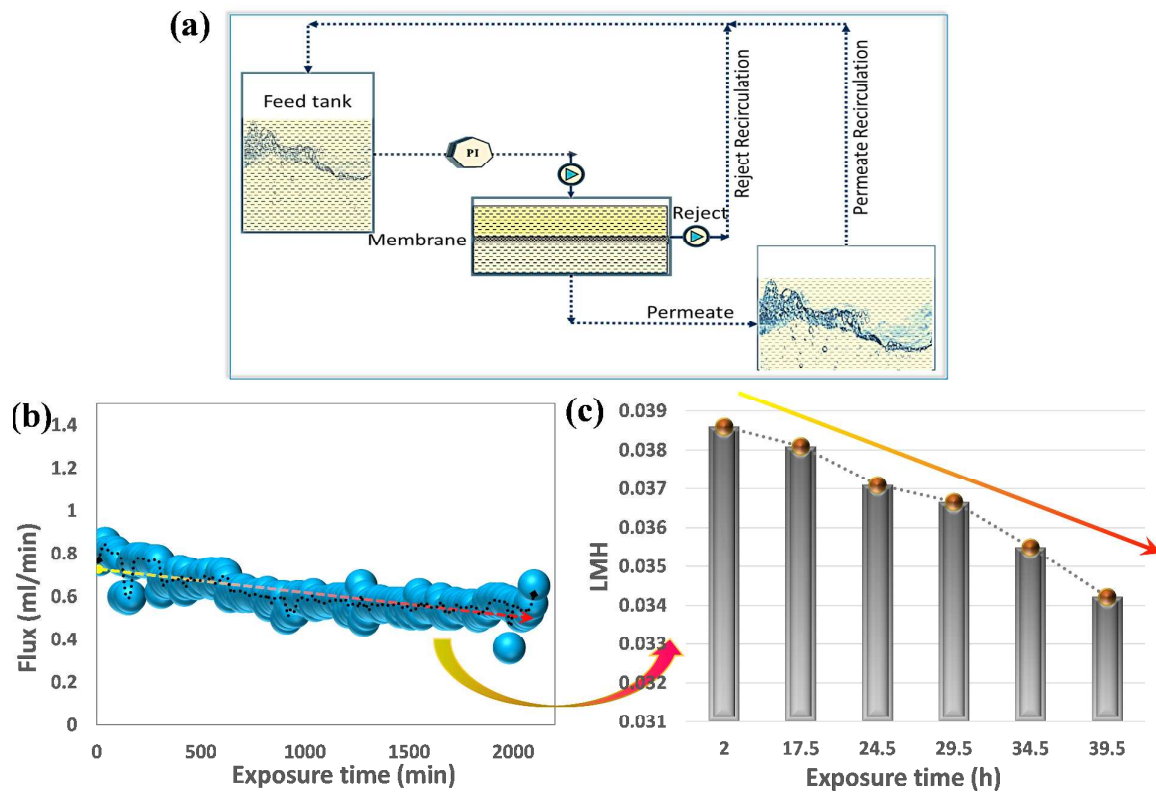 (a)
Feed tank
PI
Membrane
Reject
Reject Recirculation
Permeate Recirculation
Permeate
(b)
Flux (ml/min)
1.4
1.2
1
0.8
0.6
0.4
0.2
0
0 500 1000 1500 2000
Exposure time (min)
(c)
LMH
0.039
0.038
0.037
0.036
0.035
0.034
0.033
0.032
0.031
2 17.5 24.5 29.5 34.5 39.5
Exposure time (h)